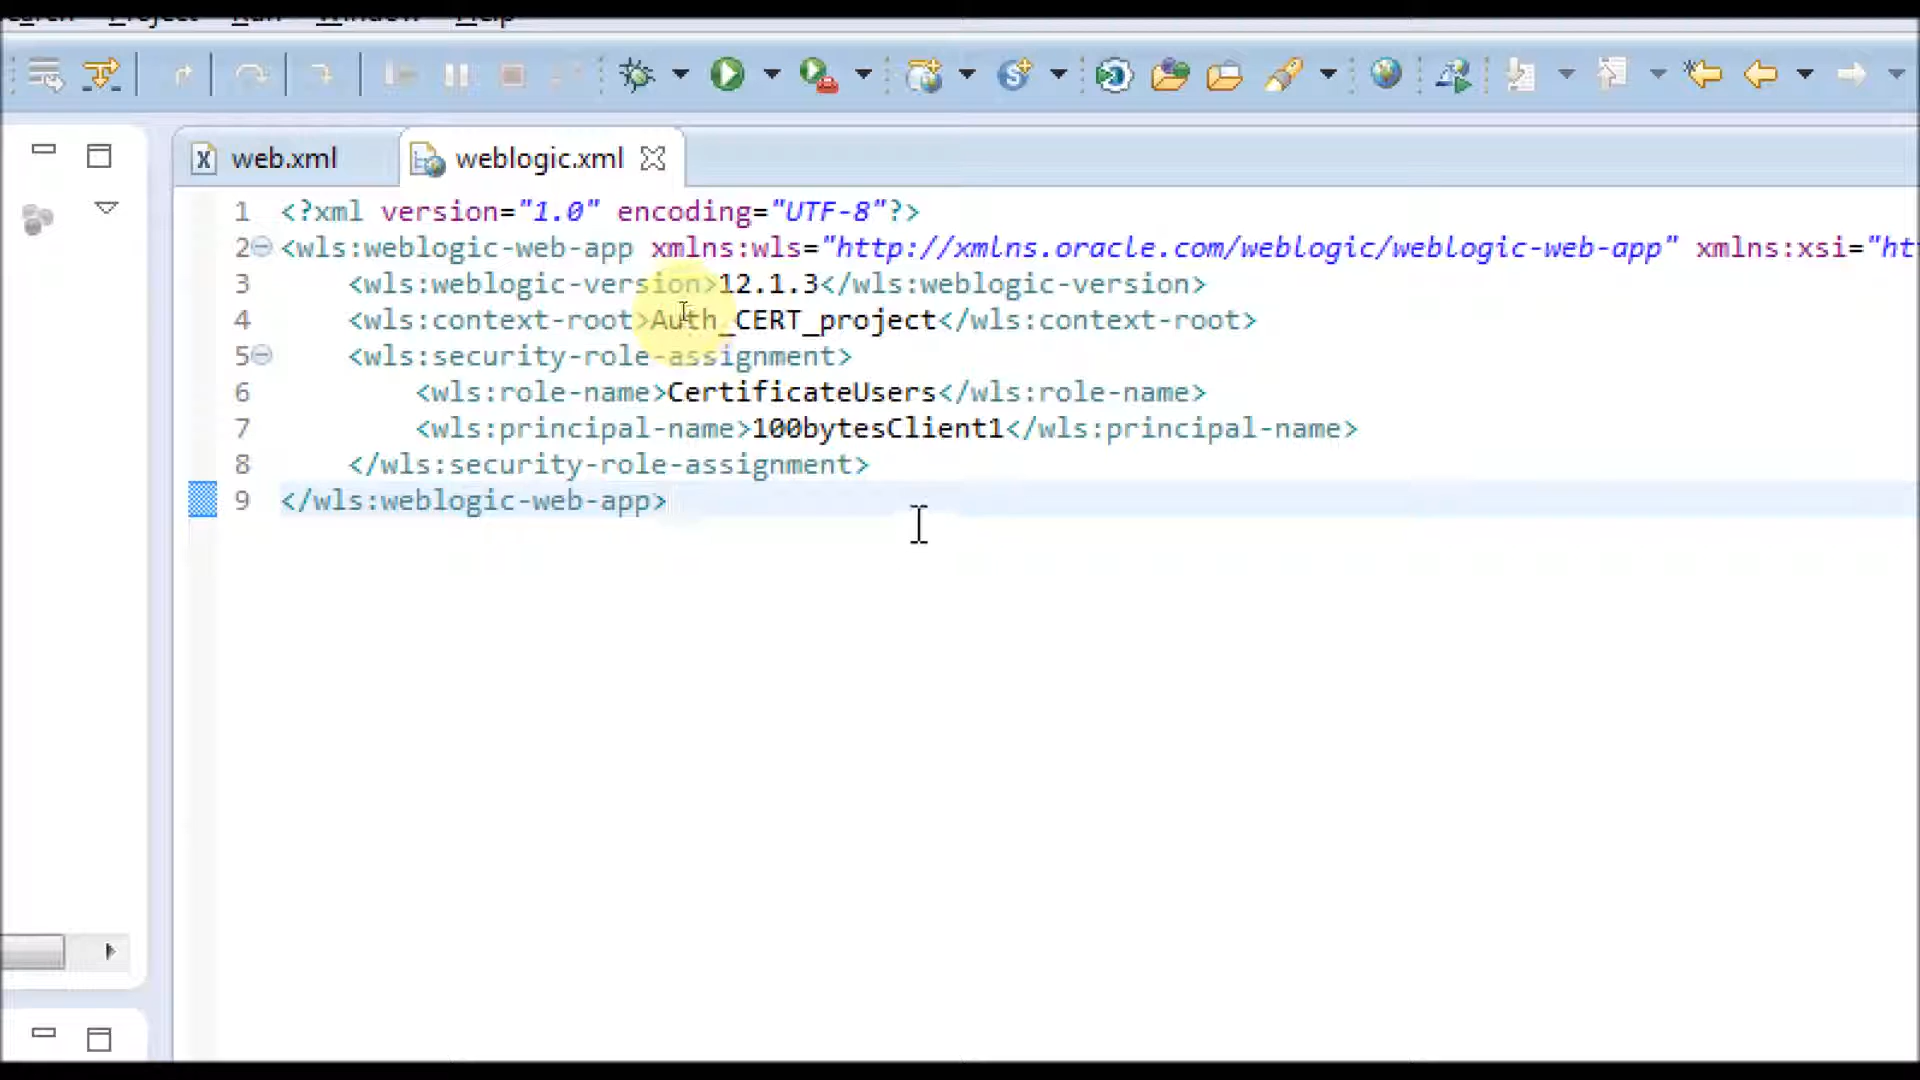 Project Run Window Help
web.xml weblogic.xml
1 <?xml version="1.0" encoding="UTF-8"?>
2 <wls:weblogic-web-app xmlns:wls="http://xmlns.oracle.com/weblogic/weblogic-web-app" xmlns:xsi="ht
3 <wls:weblogic-version>12.1.3</wls:weblogic-version>
4 <wls:context-root>Auth_CERT_project</wls:context-root>
5 <wls:security-role-assignment>
6 <wls:role-name>CertificateUsers</wls:role-name>
7 <wls:principal-name>100bytesClient1</wls:principal-name>
8 </wls:security-role-assignment>
9 </wls:weblogic-web-app>